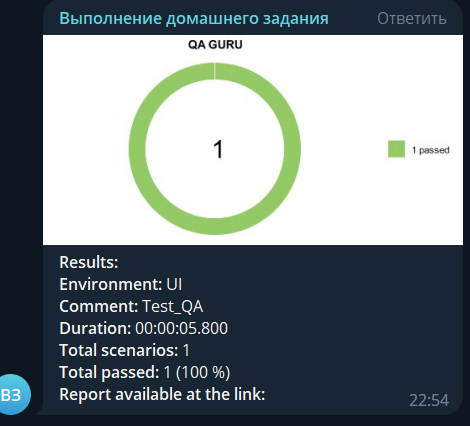 Выполнение домашнего задания Ответить
QA GURU
1
1 passed
Results:
Environment: UI
Comment: Test_QA
Duration: 00:00:05.800
Total scenarios: 1
Total passed: 1 (100 %)
Report available at the link:
ВЗ
22:54